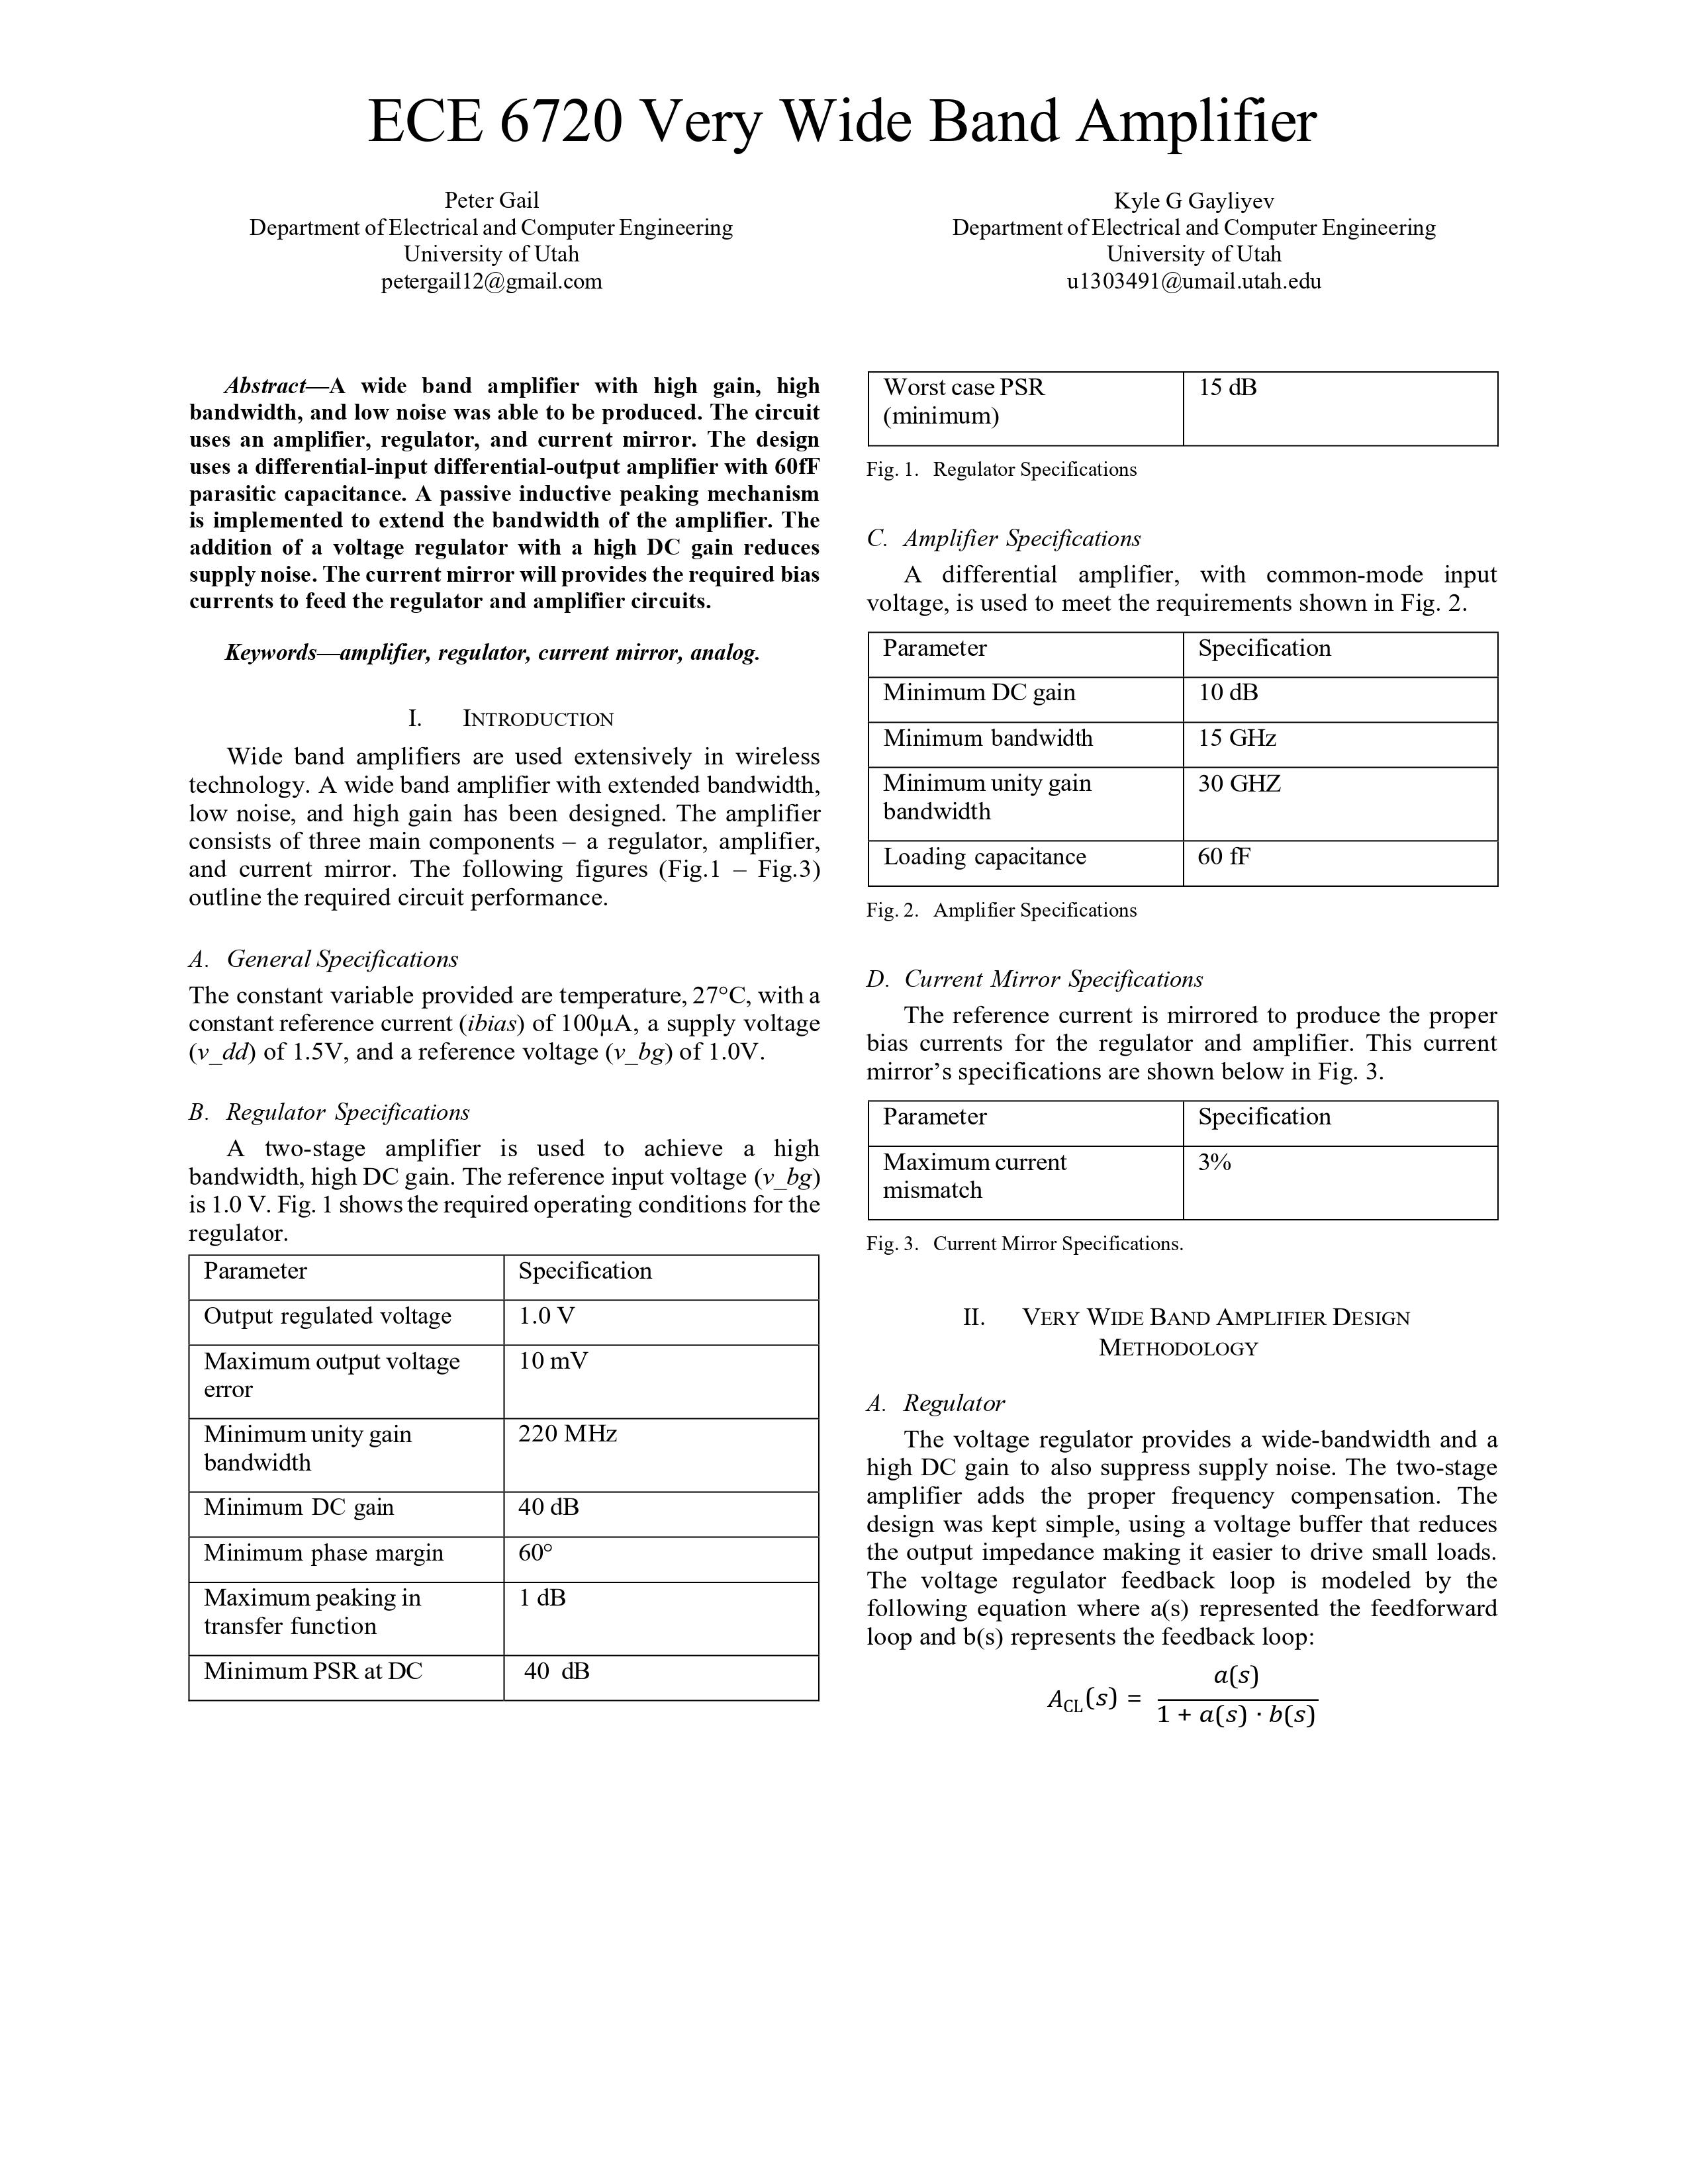 ECE 6720 Very Wide Band Amplifier
Peter Gail
Department of Electrical and Computer Engineering
University of Utah
petergail12@gmail.com
Kyle G Gayliyev
Department of Electrical and Computer Engineering
University of Utah
u1303491@umail.utah.edu
Abstract—A wide band amplifier with high gain, high
bandwidth, and low noise was able to be produced. The circuit
uses an amplifier, regulator, and current mirror. The design
uses a differential-input differential-output amplifier with 60fF
parasitic capacitance. A passive inductive peaking mechanism
is implemented to extend the bandwidth of the amplifier. The
addition of a voltage regulator with a high DC gain reduces
supply noise. The current mirror will provides the required bias
currents to feed the regulator and amplifier circuits.
Keywords—amplifier, regulator, current mirror, analog.
I. INTRODUCTION
Wide band amplifiers are used extensively in wireless
technology. A wide band amplifier with extended bandwidth,
low noise, and high gain has been designed. The amplifier
consists of three main components – a regulator, amplifier,
and current mirror. The following figures (Fig.1 – Fig.3)
outline the required circuit performance.
A. General Specifications
The constant variable provided are temperature, 27°C, with a
constant reference current (ibias) of 100µA, a supply voltage
(v_dd) of 1.5V, and a reference voltage (v_bg) of 1.0V.
B. Regulator Specifications
A two-stage amplifier is used to achieve a high
bandwidth, high DC gain. The reference input voltage (v_bg)
is 1.0 V. Fig. 1 shows the required operating conditions for the
regulator.
Parameter Specification
Output regulated voltage 1.0 V
Maximum output voltage 10 mV
error
Minimum unity gain 220 MHz
bandwidth
Minimum DC gain 40 dB
Minimum phase margin 60°
Maximum peaking in 1 dB
transfer function
Minimum PSR at DC 40 dB
Worst case PSR 15 dB
(minimum)
Fig. 1. Regulator Specifications
C. Amplifier Specifications
A differential amplifier, with common-mode input
voltage, is used to meet the requirements shown in Fig. 2.
Parameter Specification
Minimum DC gain 10 dB
Minimum bandwidth 15 GHz
Minimum unity gain 30 GHZ
bandwidth
Loading capacitance 60 fF
Fig. 2. Amplifier Specifications
D. Current Mirror Specifications
The reference current is mirrored to produce the proper
bias currents for the regulator and amplifier. This current
mirror’s specifications are shown below in Fig. 3.
Parameter Specification
Maximum current 3%
mismatch
Fig. 3. Current Mirror Specifications.
II. VERY WIDE BAND AMPLIFIER DESIGN
METHODOLOGY
A. Regulator
The voltage regulator provides a wide-bandwidth and a
high DC gain to also suppress supply noise. The two-stage
amplifier adds the proper frequency compensation. The
design was kept simple, using a voltage buffer that reduces
the output impedance making it easier to drive small loads.
The voltage regulator feedback loop is modeled by the
following equation where a(s) represented the feedforward
loop and b(s) represents the feedback loop:
A_CL(s) = a(s) / (1 + a(s) · b(s))